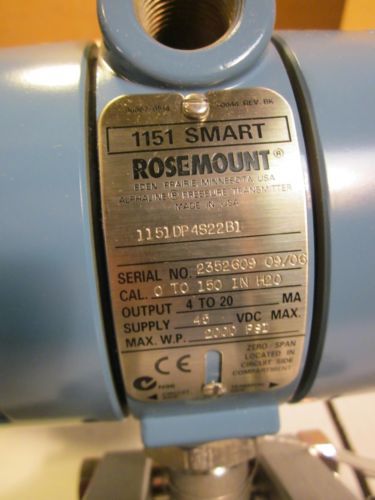 1151 SMART
ROSEMOUNT®
EDEN PRAIRIE, MINNESOTA USA
ALPHALINE® PRESSURE TRANSMITTER
MADE IN USA
1151DP4S22B1
SERIAL NO. 2352609 09/06
CAL. 0 TO 150 IN H2O
OUTPUT 4 TO 20 MA
SUPPLY 45 VDC MAX.
MAX. W.P. 2000 PSI
ZERO-SPAN
LOCATED IN
CIRCUIT SIDE
COMPARTMENT
CIRCUIT
SIDE